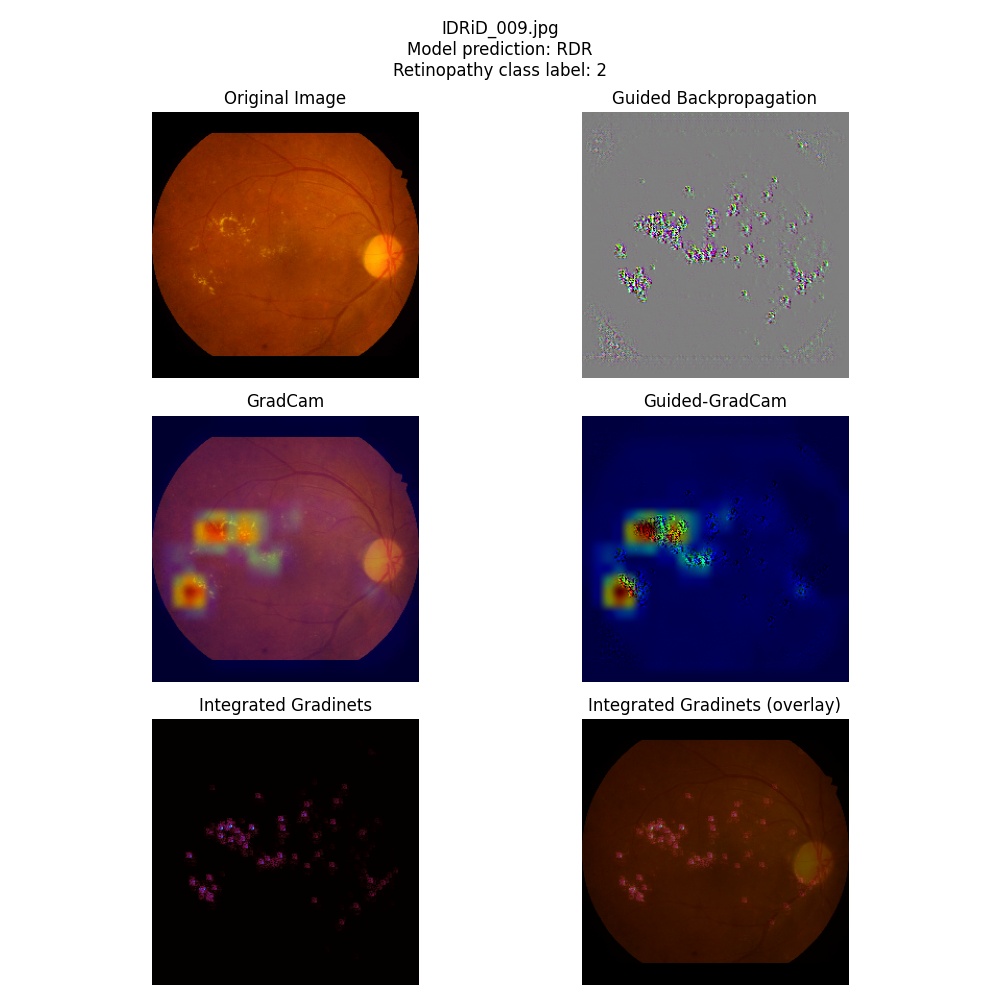 IDRiD_009.jpg
Model prediction: RDR
Retinopathy class label: 2
Original Image
Guided Backpropagation
GradCam
Guided-GradCam
Integrated Gradinets
Integrated Gradinets (overlay)